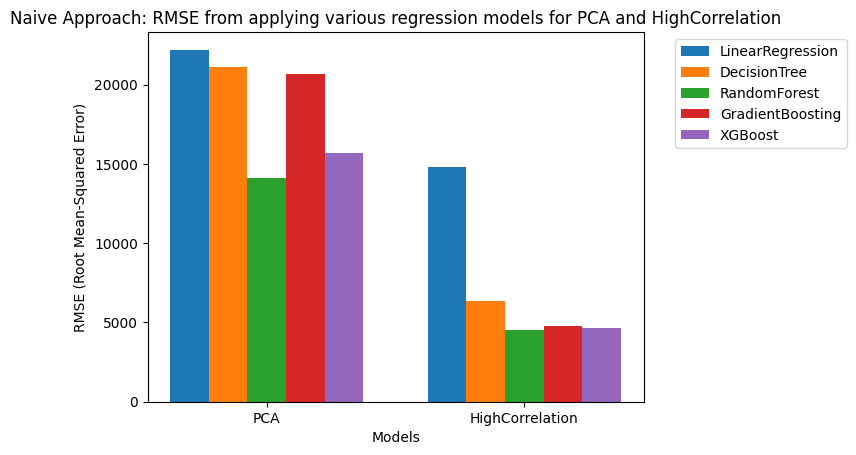 Naive Approach: RMSE from applying various regression models for PCA and HighCorrelation
LinearRegression
DecisionTree
RandomForest
GradientBoosting
XGBoost
RMSE (Root Mean-Squared Error)
20000
15000
10000
5000
0
PCA
HighCorrelation
Models